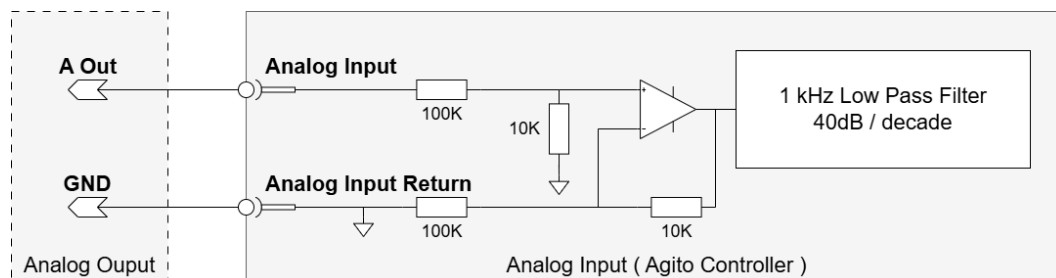 A Out
Analog Input
100K
10K
+
-
1 kHz Low Pass Filter
40dB / decade
GND
Analog Input Return
100K
10K
Analog Ouput
Analog Input ( Agito Controller )